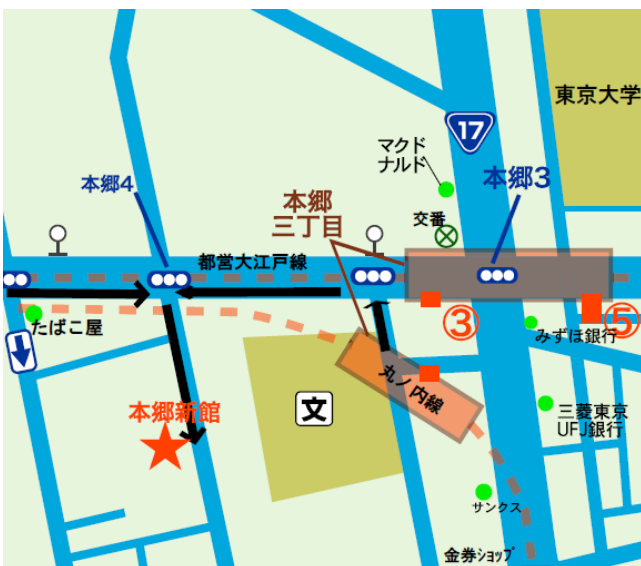 東京大学
17
マクド
ナルド
本郷3
本郷4
本郷
三丁目
交番
都営大江戸線
③
⑤
たばこ屋
みずほ銀行
丸ノ内線
文
本郷新館
三菱東京
UFJ銀行
サンクス
金券ショップ